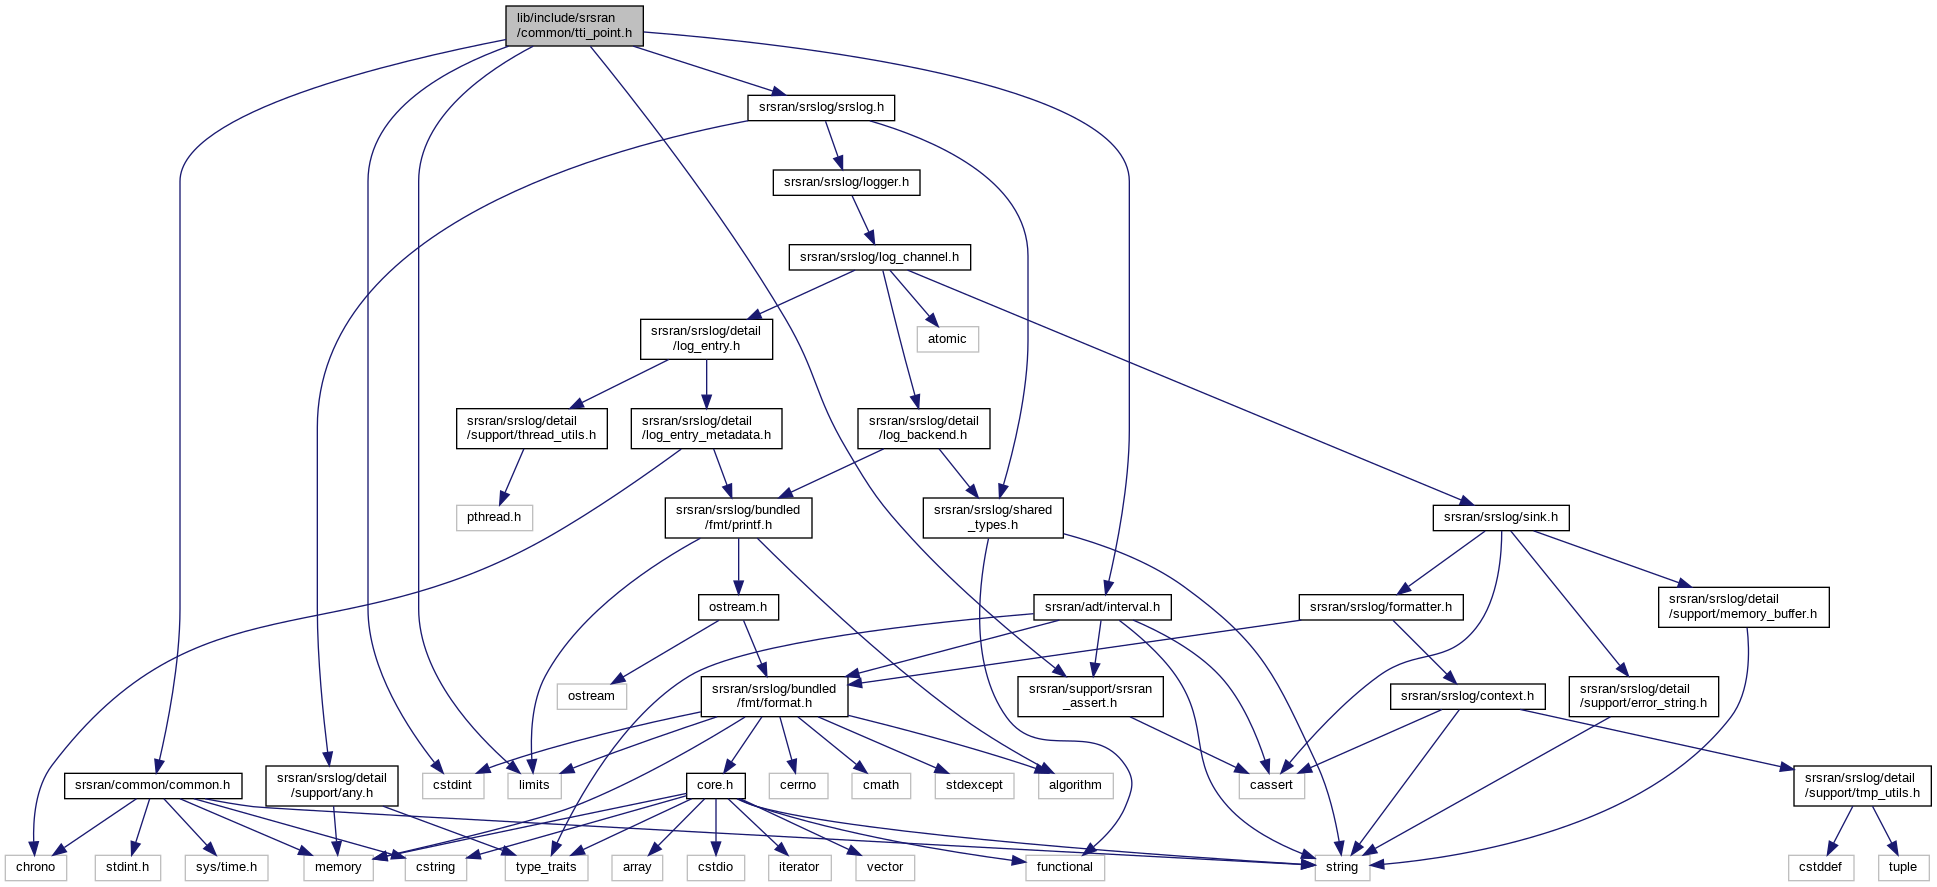 lib/include/srsran
/common/tti_point.h
srsran/srslog/srslog.h
srsran/srslog/logger.h
srsran/srslog/log_channel.h
srsran/srslog/detail
/log_entry.h
atomic
srsran/srslog/detail
/support/thread_utils.h
srsran/srslog/detail
/log_entry_metadata.h
srsran/srslog/detail
/log_backend.h
pthread.h
srsran/srslog/bundled
/fmt/printf.h
srsran/srslog/shared
_types.h
srsran/srslog/sink.h
ostream.h
srsran/adt/interval.h
srsran/srslog/formatter.h
srsran/srslog/detail
/support/memory_buffer.h
ostream
srsran/srslog/bundled
/fmt/format.h
srsran/support/srsran
_assert.h
srsran/srslog/context.h
srsran/srslog/detail
/support/error_string.h
srsran/common/common.h
srsran/srslog/detail
/support/any.h
cstdint
limits
core.h
cerrno
cmath
stdexcept
algorithm
cassert
srsran/srslog/detail
/support/tmp_utils.h
chrono
stdint.h
sys/time.h
memory
cstring
type_traits
array
cstdio
iterator
vector
functional
string
cstddef
tuple